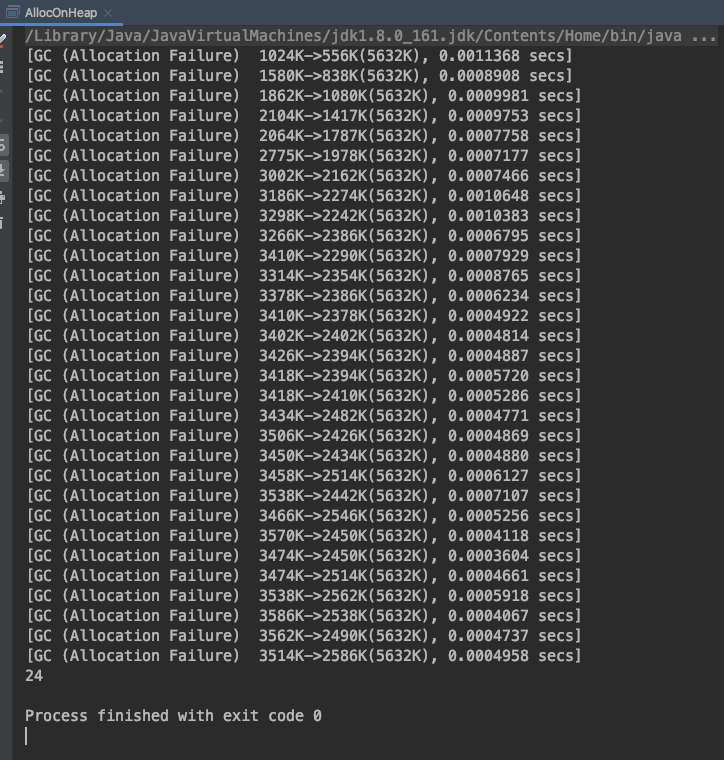 AllocOnHeap
/Library/Java/JavaVirtualMachines/jdk1.8.0_161.jdk/Contents/Home/bin/java ...
[GC (Allocation Failure)  1024K->556K(5632K), 0.0011368 secs]
[GC (Allocation Failure)  1580K->838K(5632K), 0.0008908 secs]
[GC (Allocation Failure)  1862K->1080K(5632K), 0.0009981 secs]
[GC (Allocation Failure)  2104K->1417K(5632K), 0.0009753 secs]
[GC (Allocation Failure)  2064K->1787K(5632K), 0.0007758 secs]
[GC (Allocation Failure)  2775K->1978K(5632K), 0.0007177 secs]
[GC (Allocation Failure)  3002K->2162K(5632K), 0.0007466 secs]
[GC (Allocation Failure)  3186K->2274K(5632K), 0.0010648 secs]
[GC (Allocation Failure)  3298K->2242K(5632K), 0.0010383 secs]
[GC (Allocation Failure)  3266K->2386K(5632K), 0.0006795 secs]
[GC (Allocation Failure)  3410K->2290K(5632K), 0.0007929 secs]
[GC (Allocation Failure)  3314K->2354K(5632K), 0.0008765 secs]
[GC (Allocation Failure)  3378K->2386K(5632K), 0.0006234 secs]
[GC (Allocation Failure)  3410K->2378K(5632K), 0.0004922 secs]
[GC (Allocation Failure)  3402K->2402K(5632K), 0.0004814 secs]
[GC (Allocation Failure)  3426K->2394K(5632K), 0.0004887 secs]
[GC (Allocation Failure)  3418K->2394K(5632K), 0.0005720 secs]
[GC (Allocation Failure)  3418K->2410K(5632K), 0.0005286 secs]
[GC (Allocation Failure)  3434K->2482K(5632K), 0.0004771 secs]
[GC (Allocation Failure)  3506K->2426K(5632K), 0.0004869 secs]
[GC (Allocation Failure)  3450K->2434K(5632K), 0.0004880 secs]
[GC (Allocation Failure)  3458K->2514K(5632K), 0.0006127 secs]
[GC (Allocation Failure)  3538K->2442K(5632K), 0.0007107 secs]
[GC (Allocation Failure)  3466K->2546K(5632K), 0.0005256 secs]
[GC (Allocation Failure)  3570K->2450K(5632K), 0.0004118 secs]
[GC (Allocation Failure)  3474K->2450K(5632K), 0.0003604 secs]
[GC (Allocation Failure)  3474K->2514K(5632K), 0.0004661 secs]
[GC (Allocation Failure)  3538K->2562K(5632K), 0.0005918 secs]
[GC (Allocation Failure)  3586K->2538K(5632K), 0.0004067 secs]
[GC (Allocation Failure)  3562K->2490K(5632K), 0.0004737 secs]
[GC (Allocation Failure)  3514K->2586K(5632K), 0.0004958 secs]
24
Process finished with exit code 0